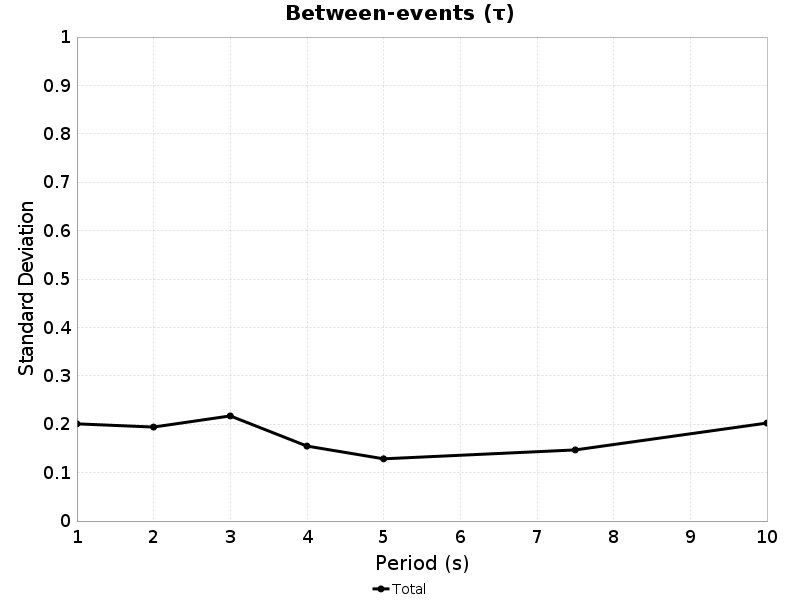 Between-events (τ)
1
0.9
0.8
0.7
0.6
0.5
0.4
0.3
0.2
0.1
0
Standard Deviation
1 2 3 4 5 6 7 8 9 10
Period (s)
Total